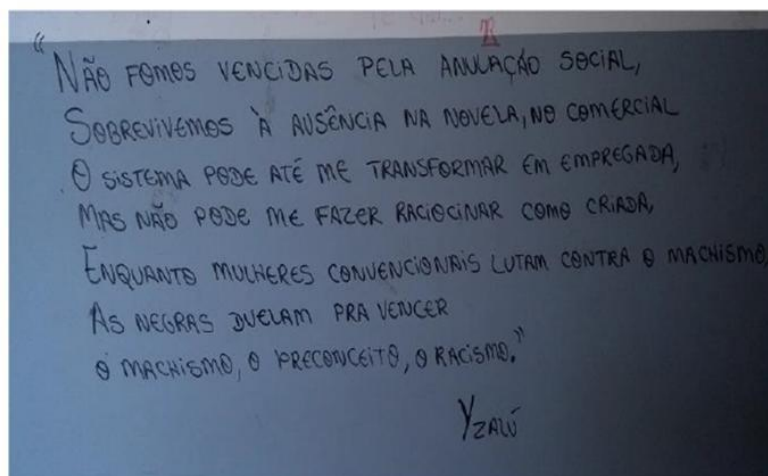 "NÃO FOMOS VENCIDAS PELA ANULAÇÃO SOCIAL,
SOBREVIVEMOS À AUSÊNCIA NA NOVELA, NO COMERCIAL
O SISTEMA PODE ATÉ ME TRANSFORMAR EM EMPREGADA,
MAS NÃO PODE ME FAZER RACIOCINAR COMO CRIADA,
ENQUANTO MULHERES CONVENCIONAIS LUTAM CONTRA O MACHISMO,
AS NEGRAS DUELAM PRA VENCER
O MACHISMO, O PRECONCEITO, O RACISMO."
YZALÚ